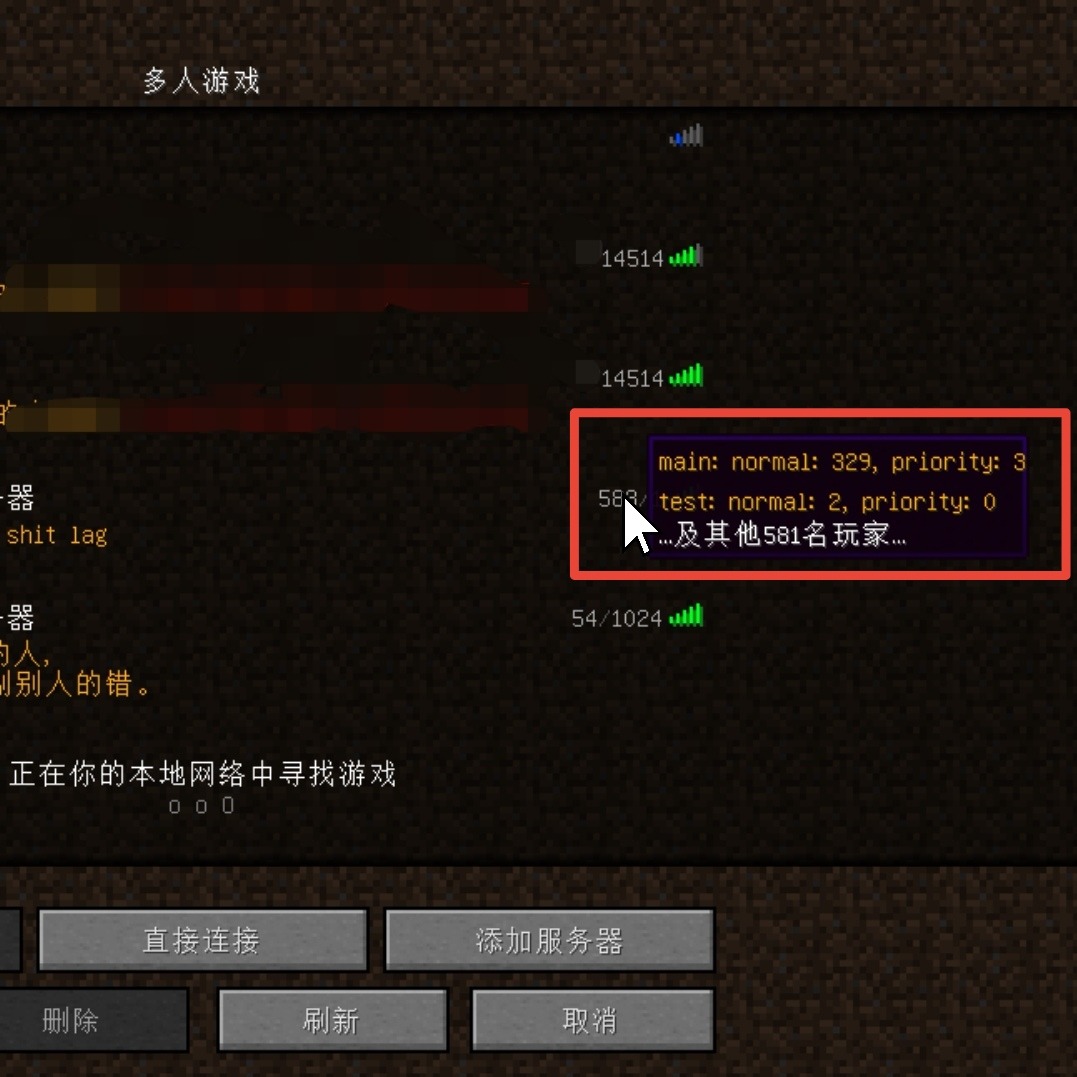 多人游戏
14514
14514
main: normal: 329, priority: 3
器
583/
test: normal: 2, priority: 0
shit lag
…及其他581名玩家…
器
54/1024
的人,
别人的错。
正在你的本地网络中寻找游戏
o o O
直接连接
添加服务器
删除
刷新
取消